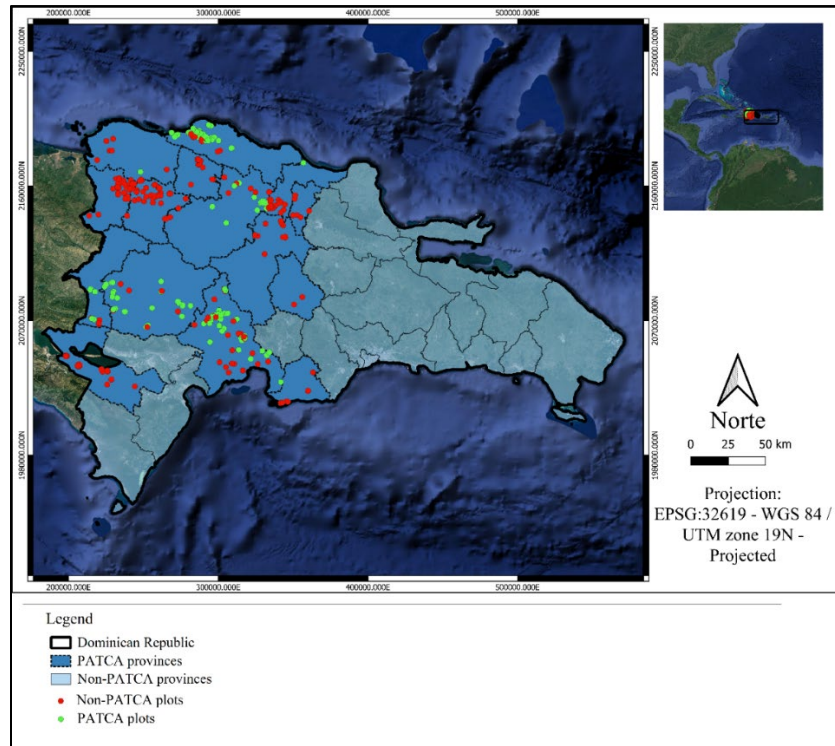 200000.000E 300000.000E 400000.000E 500000.000E
2250000.000N 2250000.000N
2160000.000N 2160000.000N
2070000.000N 2070000.000N
1980000.000N 1980000.000N
200000.000E 300000.000E 400000.000E 500000.000E
Norte
0 25 50 km
Projection:
EPSG:32619 - WGS 84 /
UTM zone 19N -
Projected
Legend
Dominican Republic
PATCA provinces
Non-PATCA provinces
Non-PATCA plots
PATCA plots